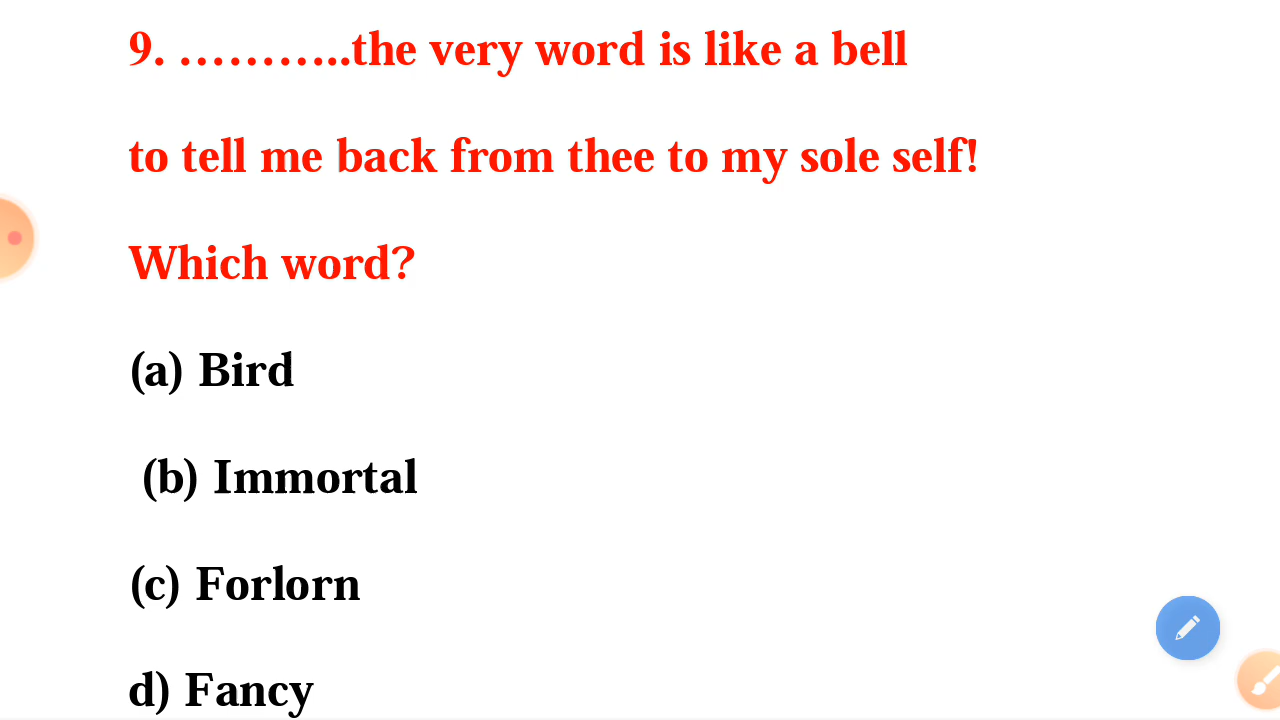 9. ………..the very word is like a bell
to tell me back from thee to my sole self!
Which word?
(a) Bird
(b) Immortal
(c) Forlorn
d) Fancy